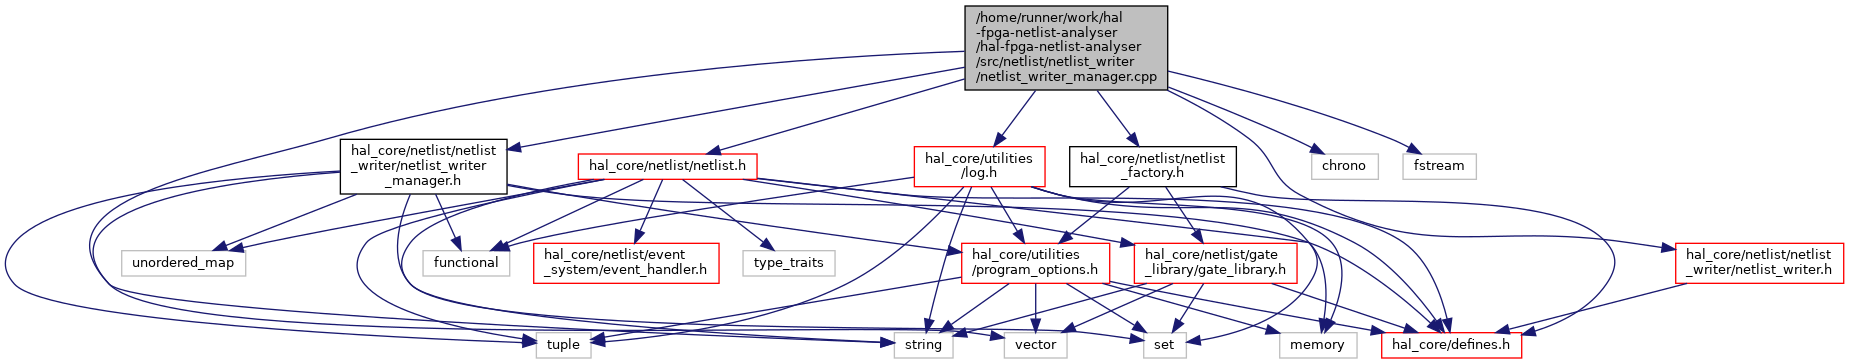 /home/runner/work/hal
-fpga-netlist-analyser
/hal-fpga-netlist-analyser
/src/netlist/netlist_writer
/netlist_writer_manager.cpp
hal_core/netlist/netlist
_writer/netlist_writer
_manager.h
hal_core/netlist/netlist.h
hal_core/utilities
/log.h
hal_core/netlist/netlist
_factory.h
chrono
fstream
unordered_map
functional
hal_core/netlist/event
_system/event_handler.h
type_traits
hal_core/utilities
/program_options.h
hal_core/netlist/gate
_library/gate_library.h
hal_core/netlist/netlist
_writer/netlist_writer.h
tuple
string
vector
set
memory
hal_core/defines.h